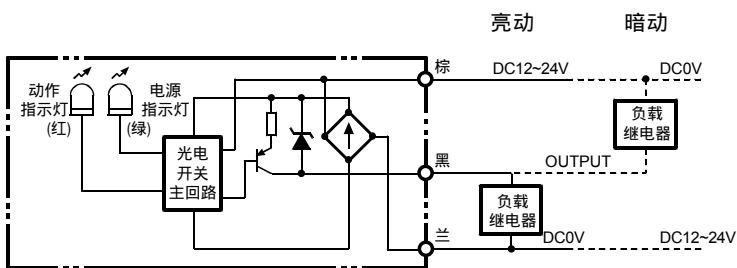 亮动
暗动
棕
DC12~24V
DC0V
动作
指示灯
(红)
电源
指示灯
(绿)
负载
继电器
光电
开关
主回路
黑
OUTPUT
负载
继电器
兰
DC0V
DC12~24V